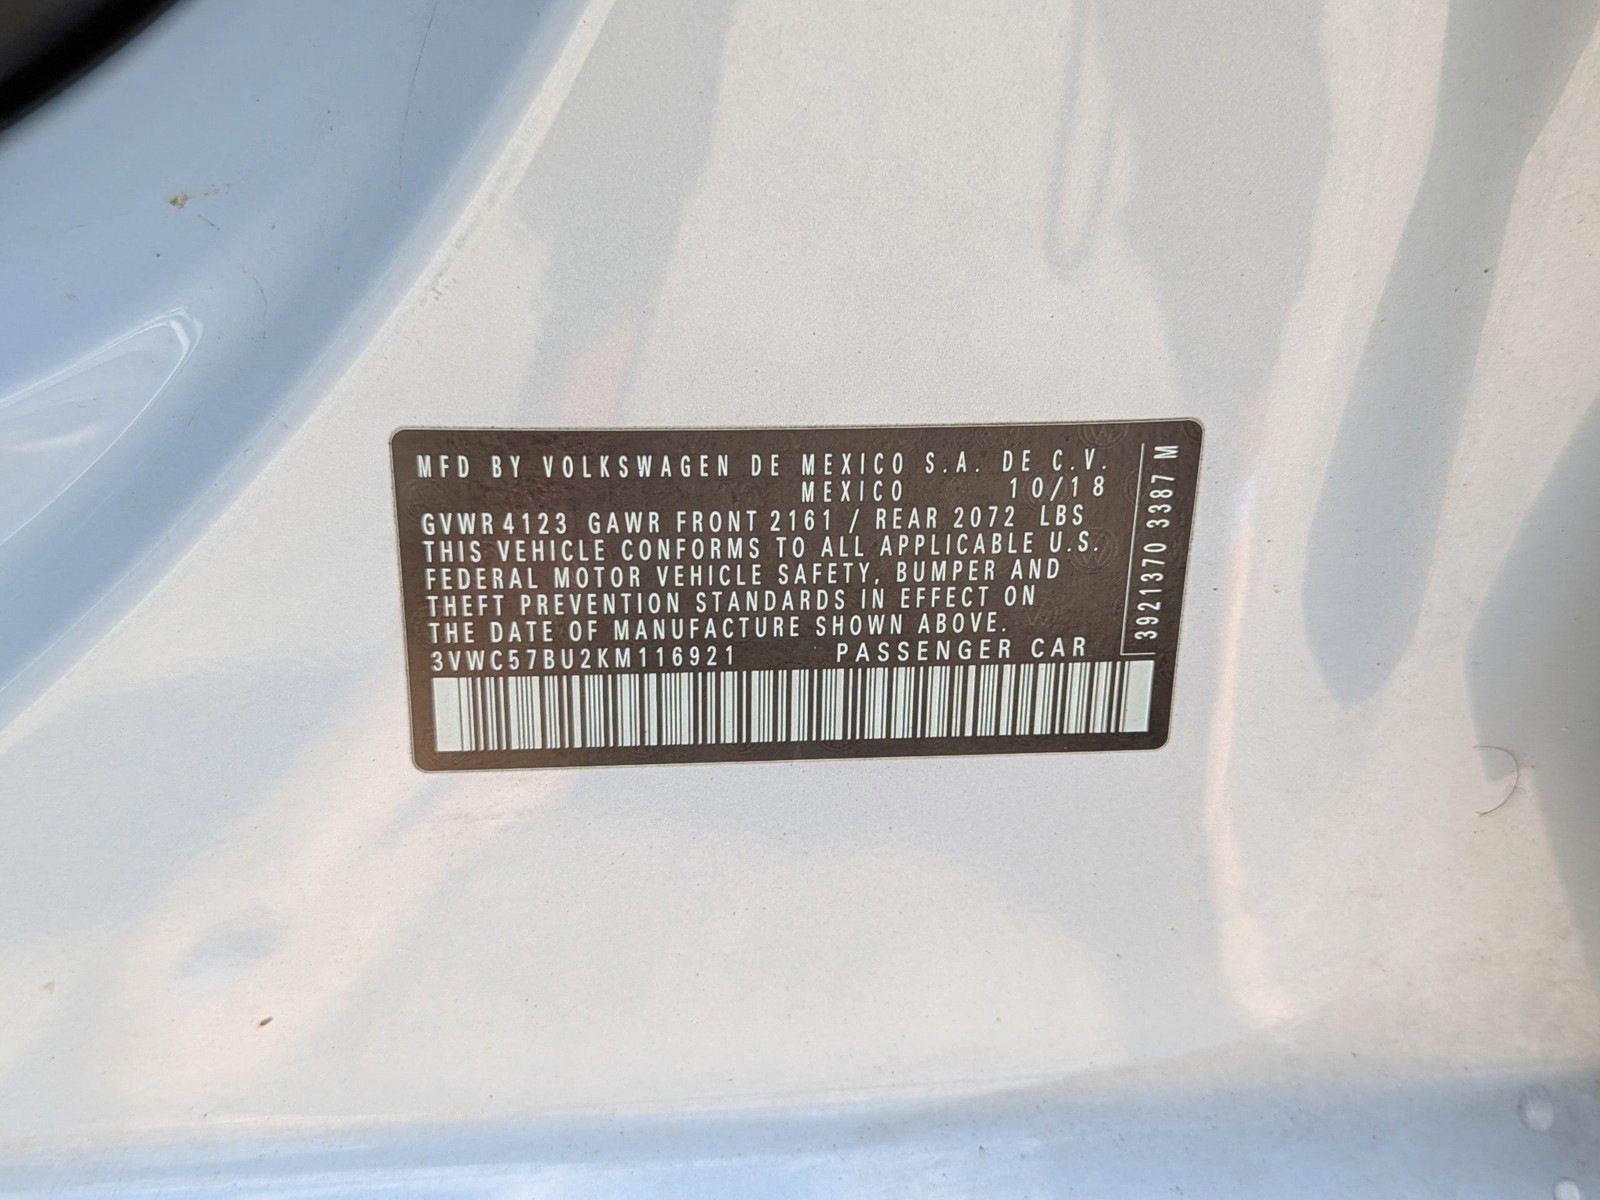 MFD BY VOLKSWAGEN DE MEXICO S.A. DE C.V.
MEXICO 10/18
GVWR 4123 GAWR FRONT 2161 / REAR 2072 LBS
THIS VEHICLE CONFORMS TO ALL APPLICABLE U.S.
FEDERAL MOTOR VEHICLE SAFETY, BUMPER AND
THEFT PREVENTION STANDARDS IN EFFECT ON
THE DATE OF MANUFACTURE SHOWN ABOVE.
3VWC57BU2KM116921 PASSENGER CAR
3921370 3387 M